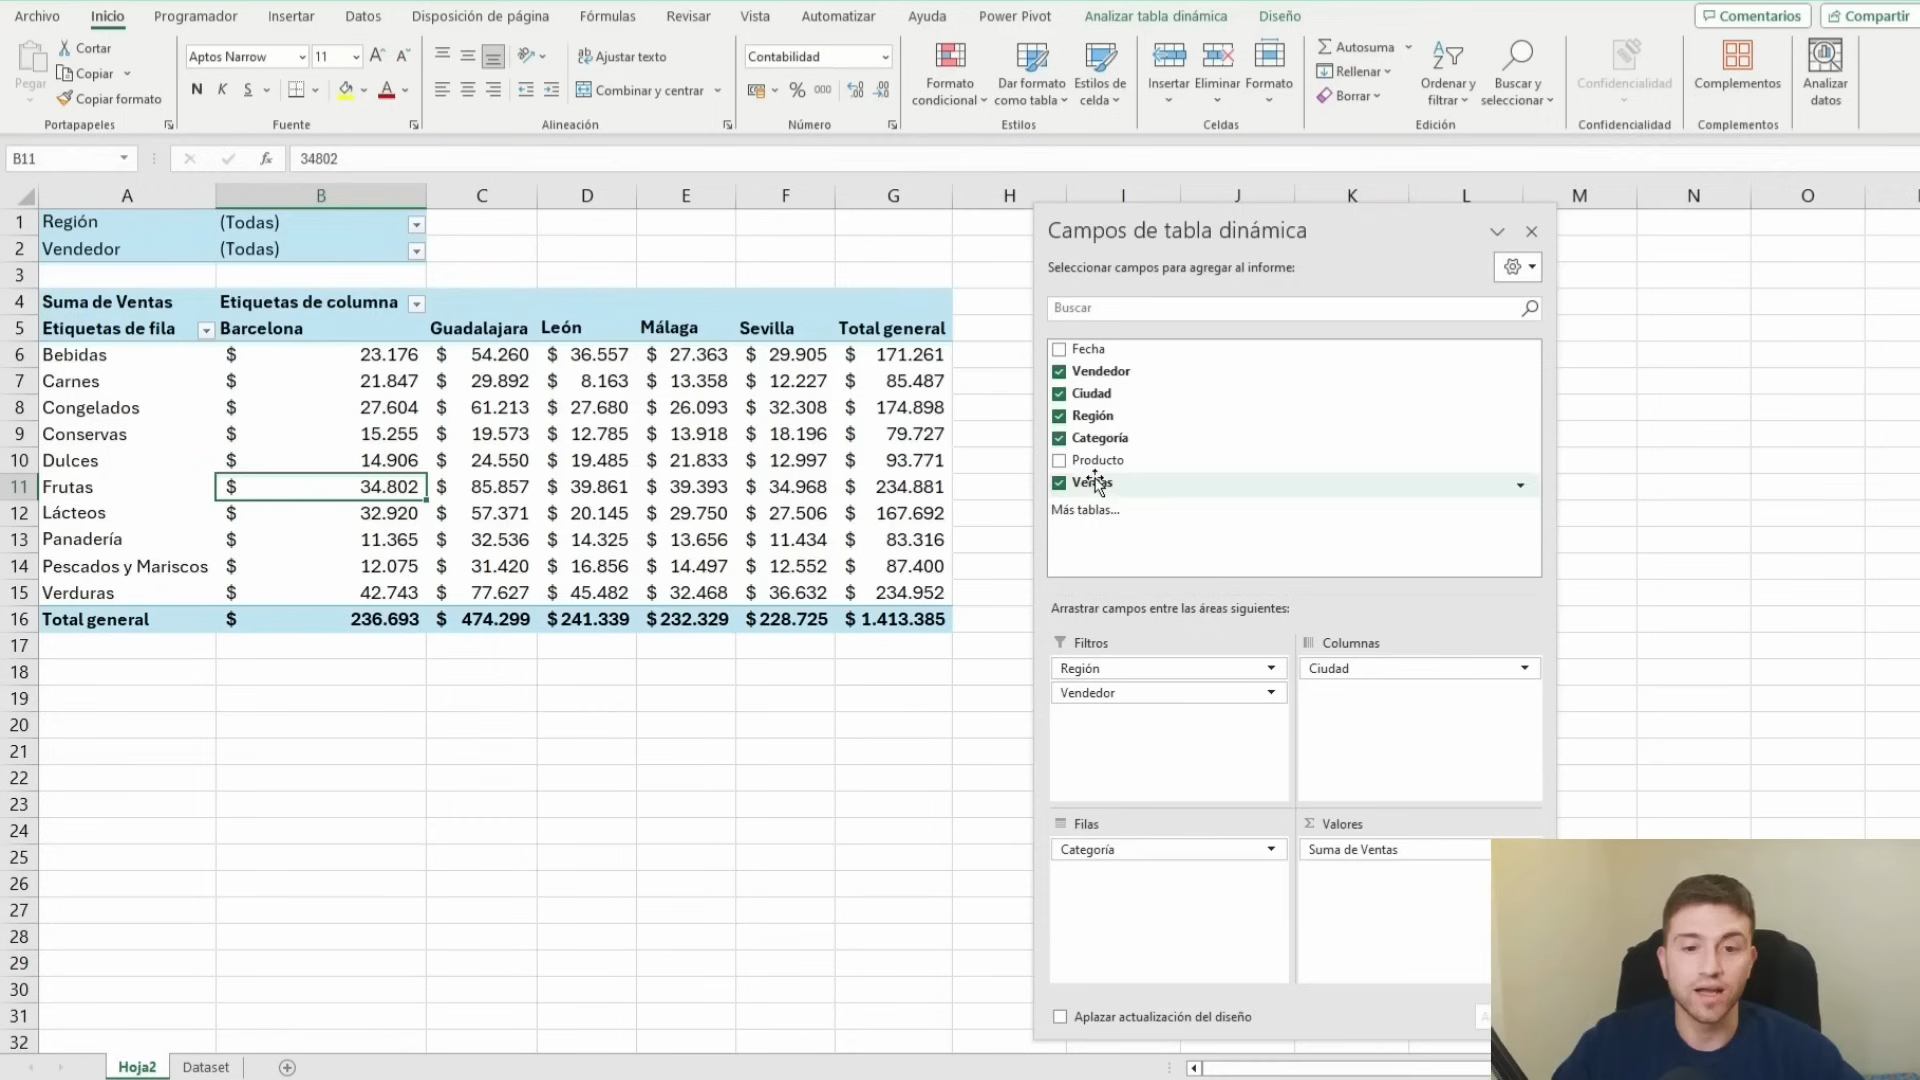 Archivo Inicio Programador Insertar Datos Disposición de página Fórmulas Revisar Vista Automatizar Ayuda Power Pivot Analizar tabla dinámica Diseño Comentarios Compartir
Pegar Cortar Copiar Copiar formato
Portapapeles
Aptos Narrow 11
N K S
Fuente
Ajustar texto
Combinar y centrar
Alineación
Contabilidad
% 000
Número
Formato condicional
Dar formato como tabla
Estilos de celda
Estilos
Insertar Eliminar Formato
Celdas
Autosuma
Rellenar
Borrar
Ordenar y filtrar
Buscar y seleccionar
Edición
Confidencialidad
Confidencialidad
Complementos
Complementos
Analizar datos
B11 fx 34802
A B C D E F G H I J K L M N O
1 Región (Todas)
2 Vendedor (Todas)
3
4 Suma de Ventas Etiquetas de columna
5 Etiquetas de fila Barcelona Guadalajara León Málaga Sevilla Total general
6 Bebidas $ 23.176 $ 54.260 $ 36.557 $ 27.363 $ 29.905 $ 171.261
7 Carnes $ 21.847 $ 29.892 $ 8.163 $ 13.358 $ 12.227 $ 85.487
8 Congelados $ 27.604 $ 61.213 $ 27.680 $ 26.093 $ 32.308 $ 174.898
9 Conservas $ 15.255 $ 19.573 $ 12.785 $ 13.918 $ 18.196 $ 79.727
10 Dulces $ 14.906 $ 24.550 $ 19.485 $ 21.833 $ 12.997 $ 93.771
11 Frutas $ 34.802 $ 85.857 $ 39.861 $ 39.393 $ 34.968 $ 234.881
12 Lácteos $ 32.920 $ 57.371 $ 20.145 $ 29.750 $ 27.506 $ 167.692
13 Panadería $ 11.365 $ 32.536 $ 14.325 $ 13.656 $ 11.434 $ 83.316
14 Pescados y Mariscos $ 12.075 $ 31.420 $ 16.856 $ 14.497 $ 12.552 $ 87.400
15 Verduras $ 42.743 $ 77.627 $ 45.482 $ 32.468 $ 36.632 $ 234.952
16 Total general $ 236.693 $ 474.299 $ 241.339 $ 232.329 $ 228.725 $ 1.413.385
17
18
19
20
21
22
23
24
25
26
27
28
29
30
31
32
Campos de tabla dinámica
Seleccionar campos para agregar al informe:
Buscar
Fecha
Vendedor
Ciudad
Región
Categoría
Producto
Ventas
Más tablas...
Arrastrar campos entre las áreas siguientes:
Filtros
Región
Vendedor
Columnas
Ciudad
Filas
Categoría
Σ Valores
Suma de Ventas
Aplazar actualización del diseño
Hoja2 Dataset